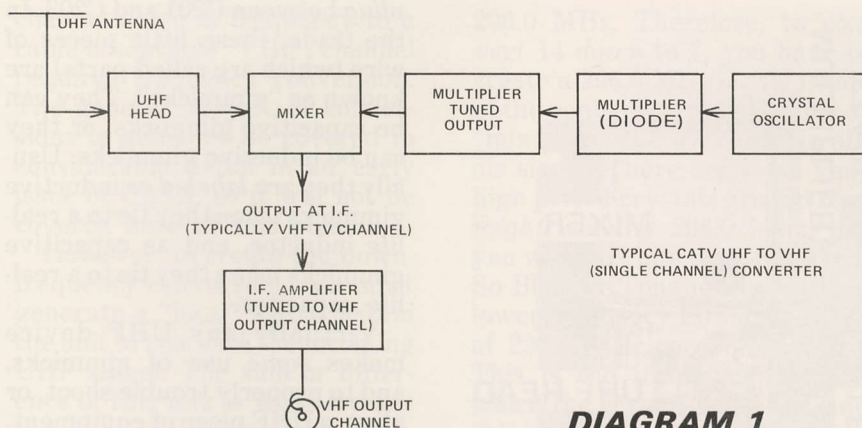 UHF ANTENNA
UHF
HEAD
MIXER
MULTIPLIER
TUNED
OUTPUT
MULTIPLIER
(DIODE)
CRYSTAL
OSCILLATOR
OUTPUT AT I.F.
(TYPICALLY VHF TV CHANNEL)
TYPICAL CATV UHF TO VHF
(SINGLE CHANNEL) CONVERTER
I.F. AMPLIFIER
(TUNED TO VHF
OUTPUT CHANNEL)
VHF OUTPUT
CHANNEL
DIAGRAM 1